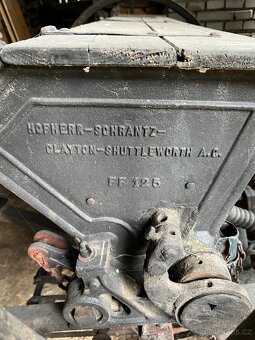 HOFHERR-SCHRANTZ-
CLAYTON-SHUTTLEWORTH A.G.
FF 125